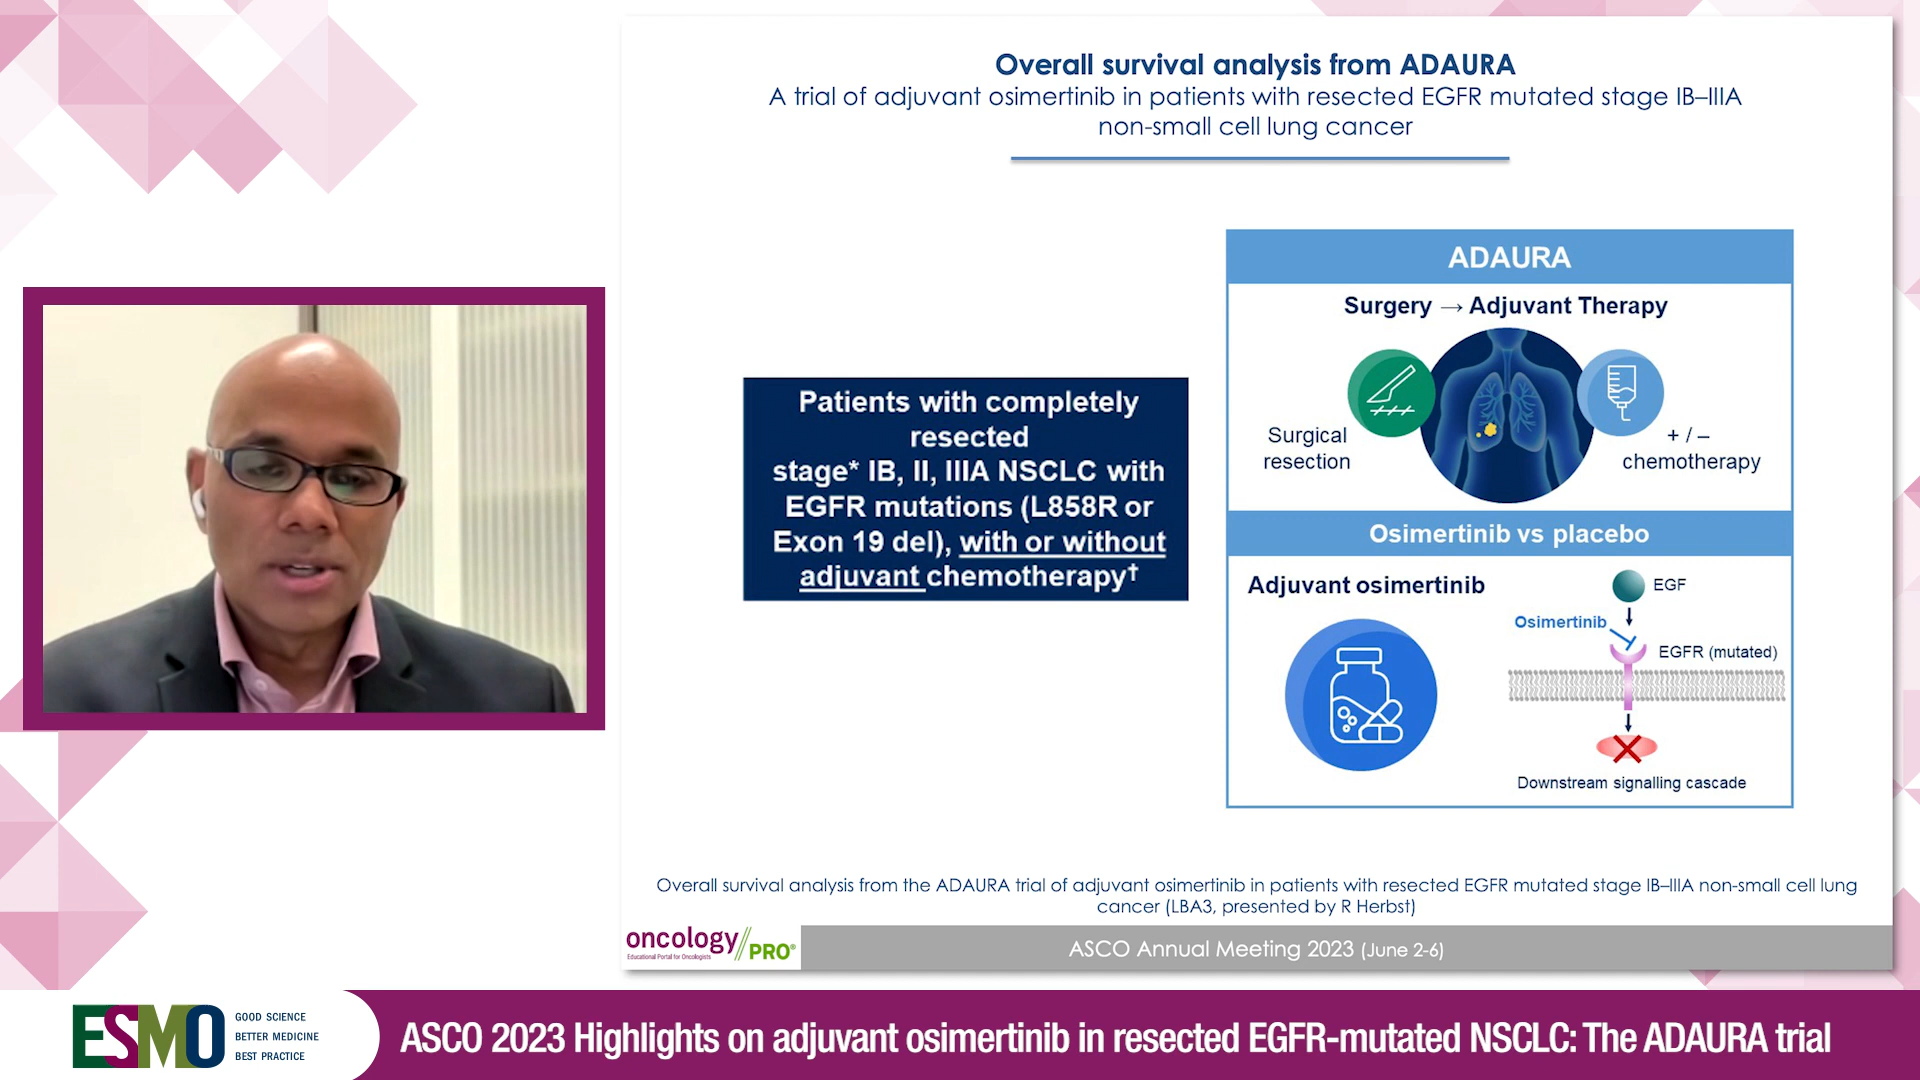 Overall survival analysis from ADAURA
A trial of adjuvant osimertinib in patients with resected EGFR mutated stage IB–IIIA
non-small cell lung cancer
Patients with completely
resected
stage* IB, II, IIIA NSCLC with
EGFR mutations (L858R or
Exon 19 del), with or without
adjuvant chemotherapy†
ADAURA
Surgery → Adjuvant Therapy
Surgical
resection
+ / –
chemotherapy
Osimertinib vs placebo
Adjuvant osimertinib
EGF
Osimertinib
EGFR (mutated)
Downstream signalling cascade
Overall survival analysis from the ADAURA trial of adjuvant osimertinib in patients with resected EGFR mutated stage IB–IIIA non-small cell lung
cancer (LBA3, presented by R Herbst)
oncology//PRO®
Educational Portal for Oncologists
ASCO Annual Meeting 2023 (June 2-6)
ESMO
GOOD SCIENCE
BETTER MEDICINE
BEST PRACTICE
ASCO 2023 Highlights on adjuvant osimertinib in resected EGFR-mutated NSCLC: The ADAURA trial